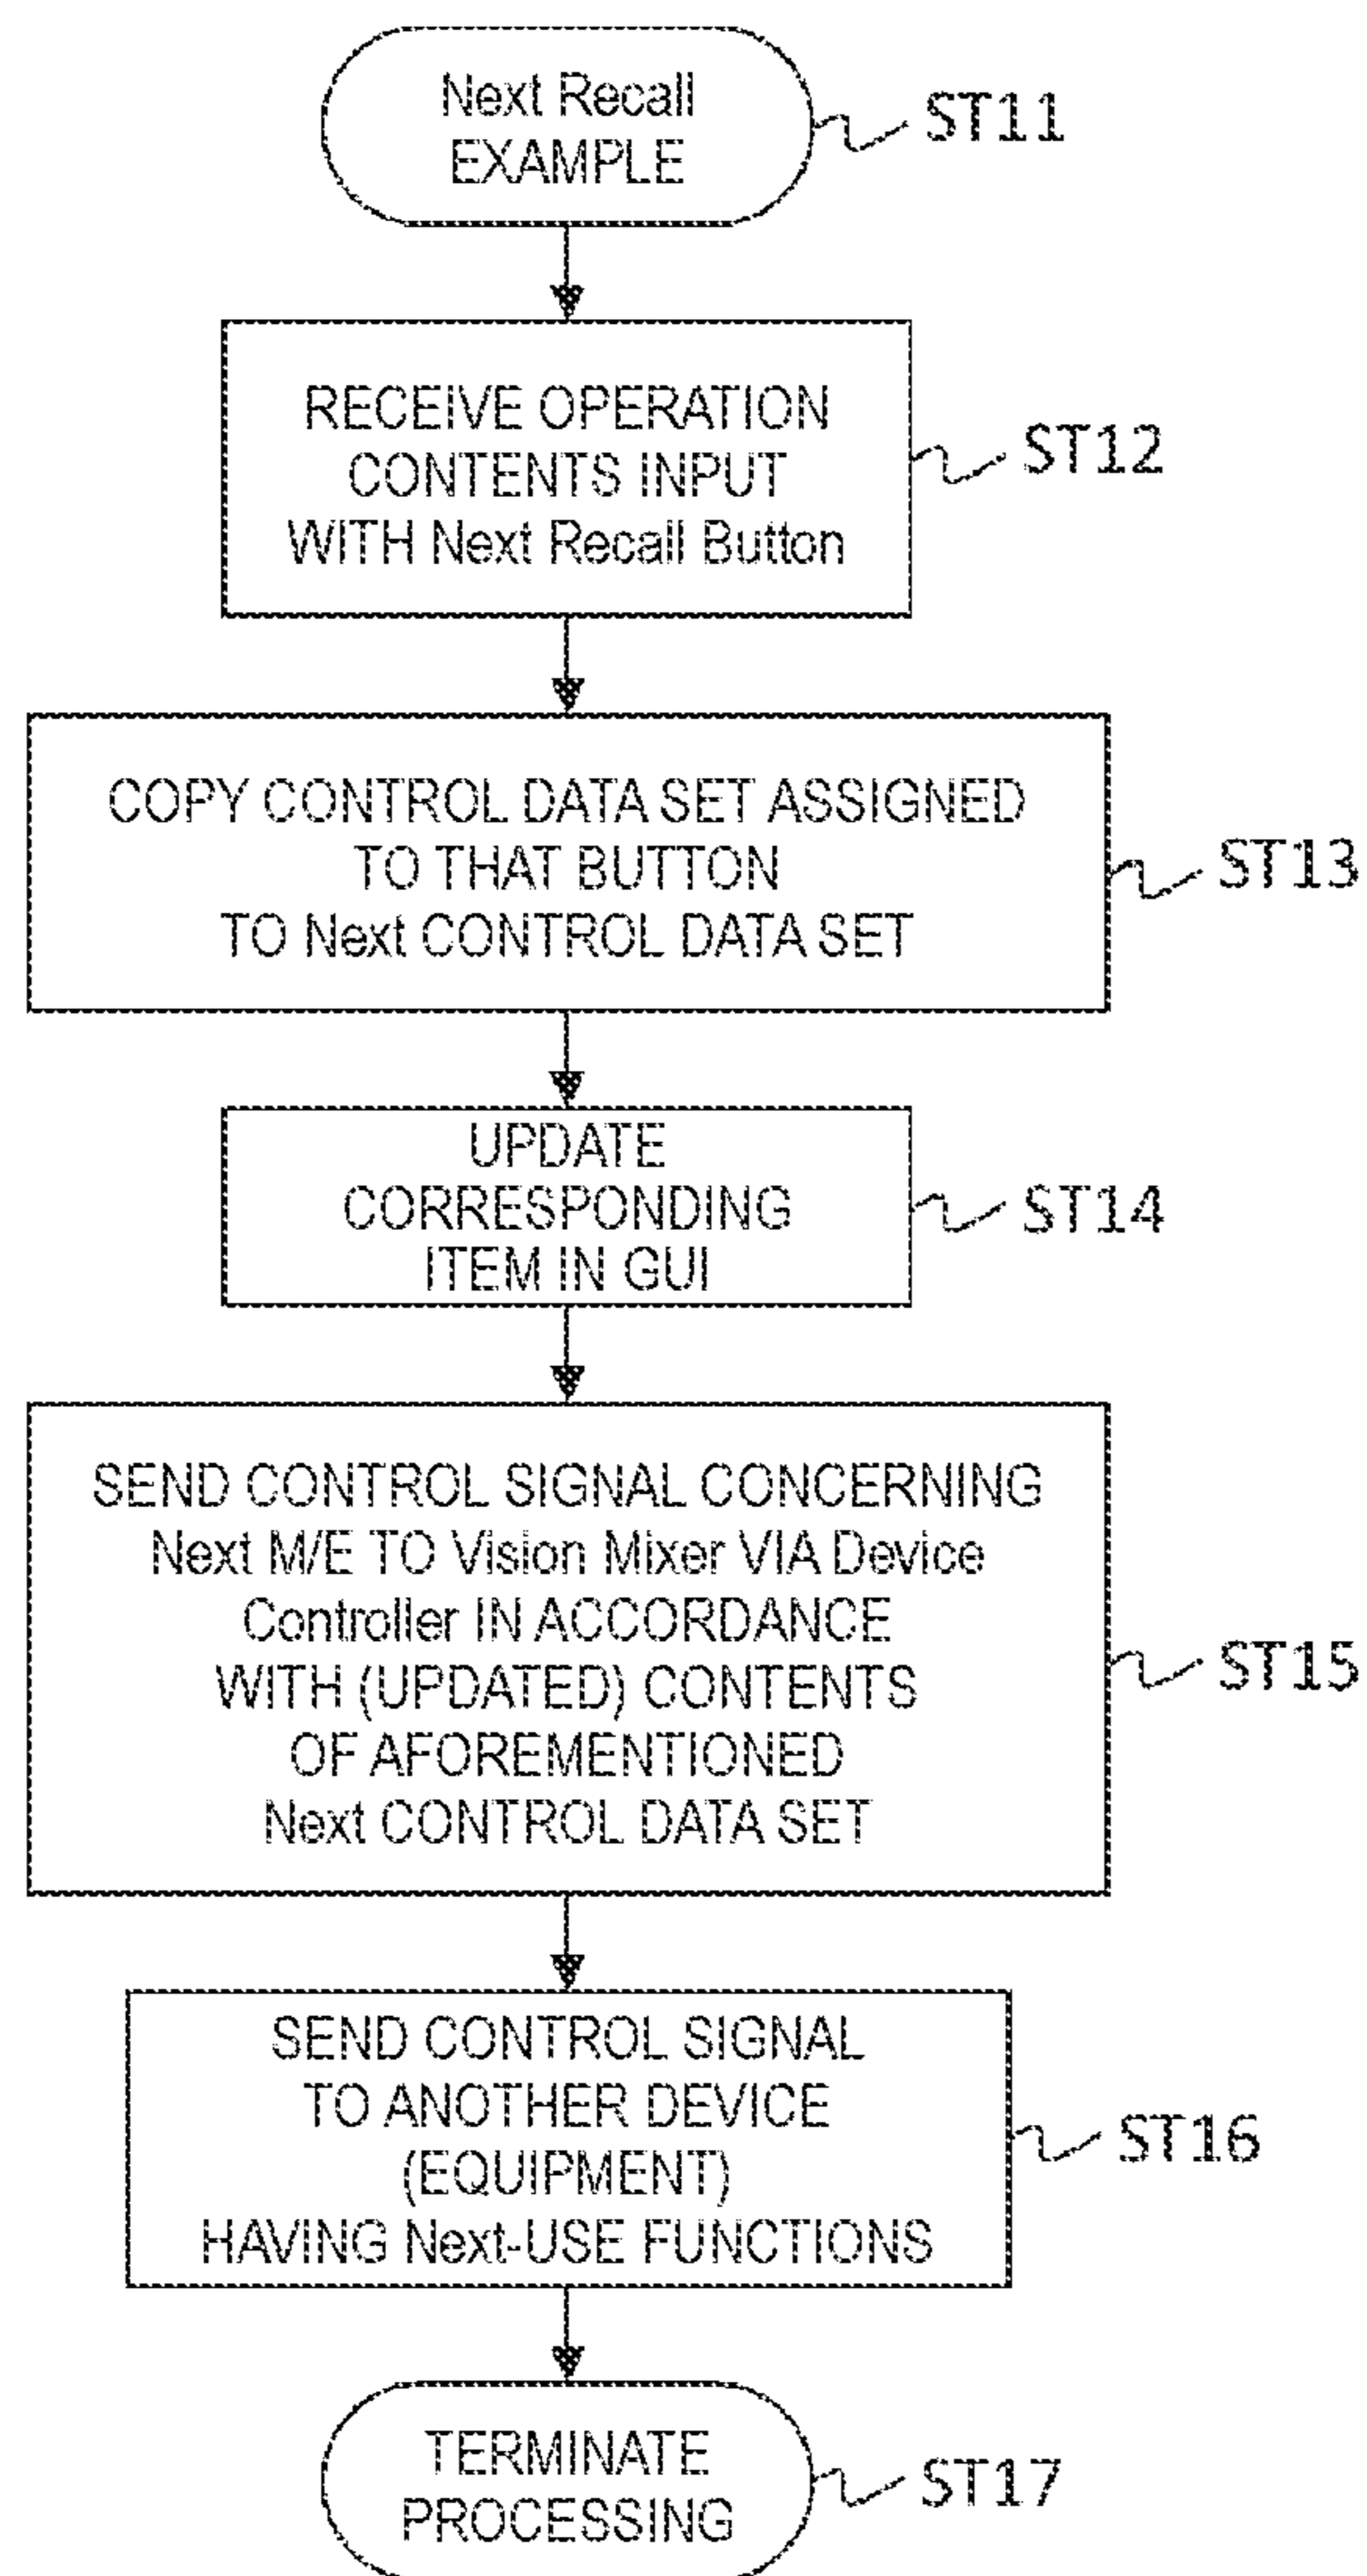 Next Recall
EXAMPLE
ST11
RECEIVE OPERATION
CONTENTS INPUT
WITH Next Recall Button
ST12
COPY CONTROL DATA SET ASSIGNED
TO THAT BUTTON
TO Next CONTROL DATA SET
ST13
UPDATE
CORRESPONDING
ITEM IN GUI
ST14
SEND CONTROL SIGNAL CONCERNING
Next M/E TO Vision Mixer VIA Device
Controller IN ACCORDANCE
WITH (UPDATED) CONTENTS
OF AFOREMENTIONED
Next CONTROL DATA SET
ST15
SEND CONTROL SIGNAL
TO ANOTHER DEVICE
(EQUIPMENT)
HAVING Next-USE FUNCTIONS
ST16
TERMINATE
PROCESSING
ST17